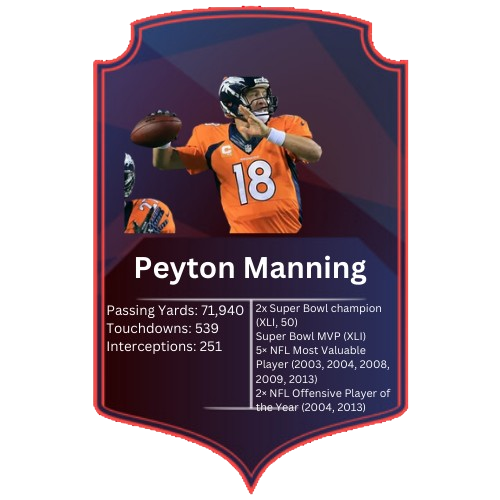 18
Peyton Manning
Passing Yards: 71,940
Touchdowns: 539
Interceptions: 251
2x Super Bowl champion
(XLI, 50)
Super Bowl MVP (XLI)
5× NFL Most Valuable
Player (2003, 2004, 2008,
2009, 2013)
2× NFL Offensive Player of
the Year (2004, 2013)